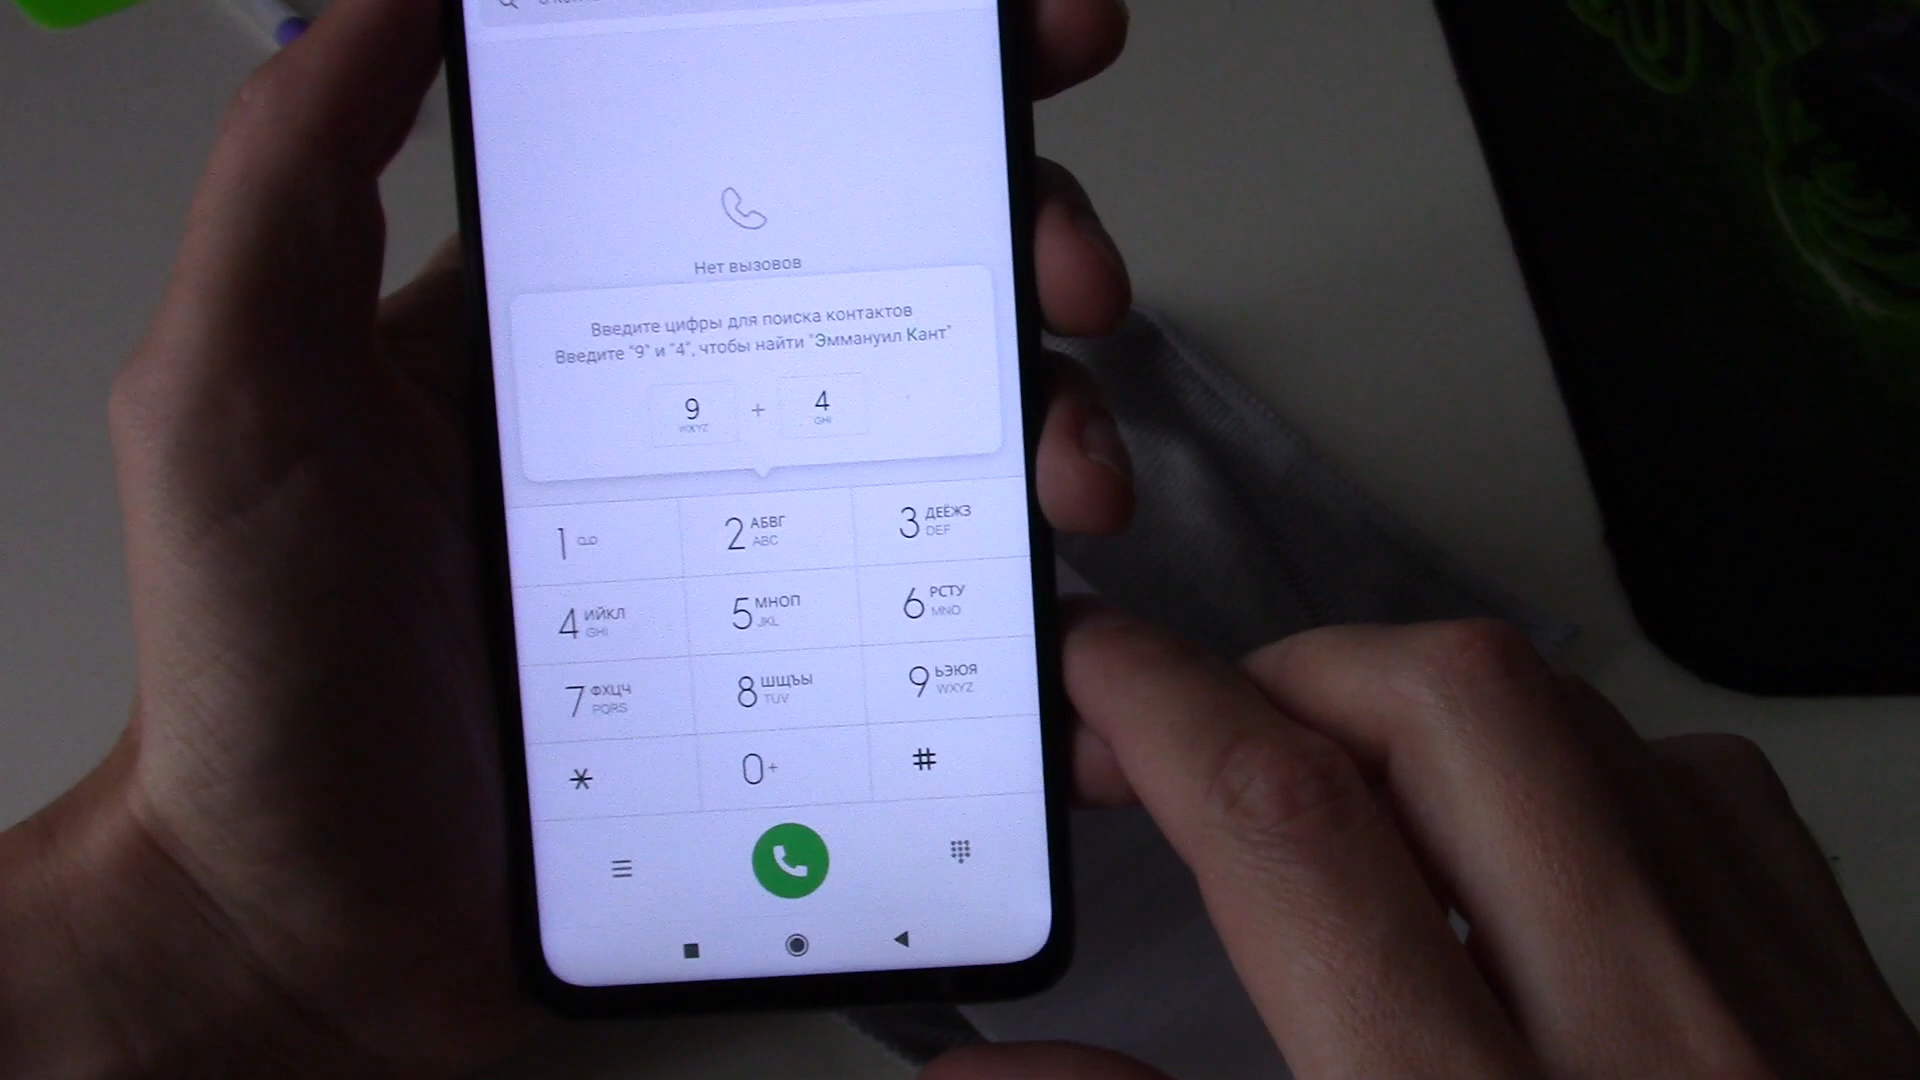 Нет вызовов
Введите цифры для поиска контактов
Введите "9" и "4", чтобы найти "Эммануил Кант"
9 + 4
WXYZ GHI
1 2 АБВГ ABC 3 ДЕЁЖЗ DEF
4 ИЙКЛ GHI 5 МНОП JKL 6 РСТУ MNO
7 ФХЦЧ PQRS 8 ШЩЪЫ TUV 9 ЬЭЮЯ WXYZ
* 0 + #